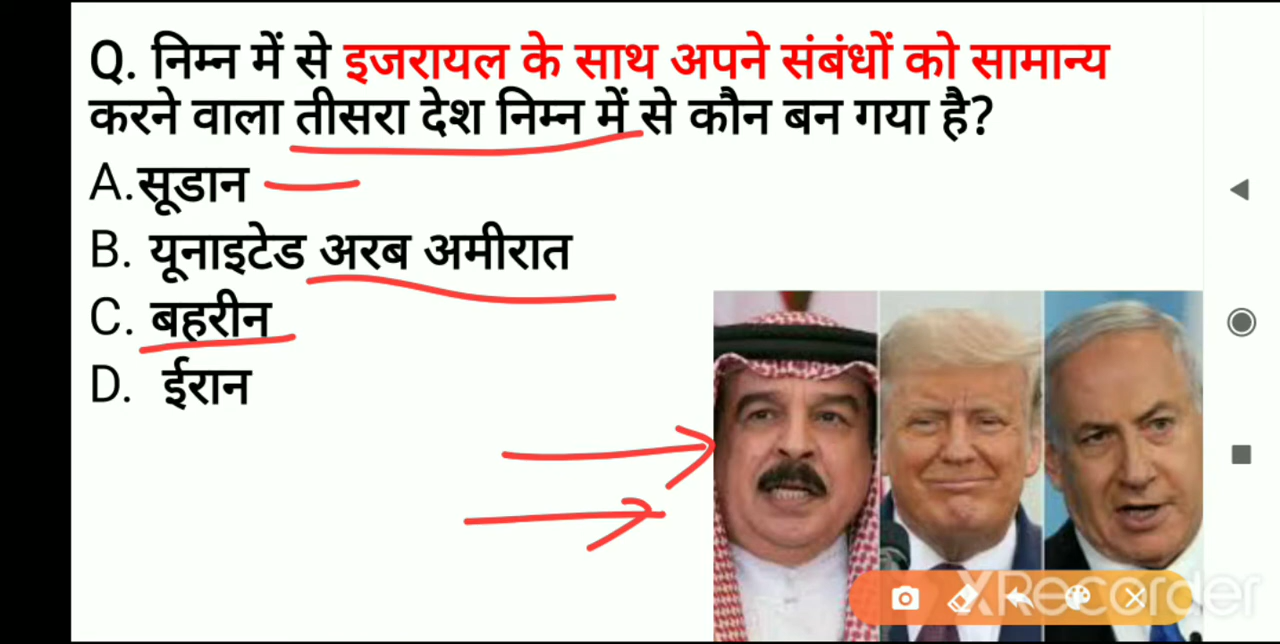 Q. निम्न में से इजरायल के साथ अपने संबंधों को सामान्य
करने वाला तीसरा देश निम्न में से कौन बन गया है?
A.सूडान
B. यूनाइटेड अरब अमीरात
C. बहरीन
D. ईरान
XRecorder